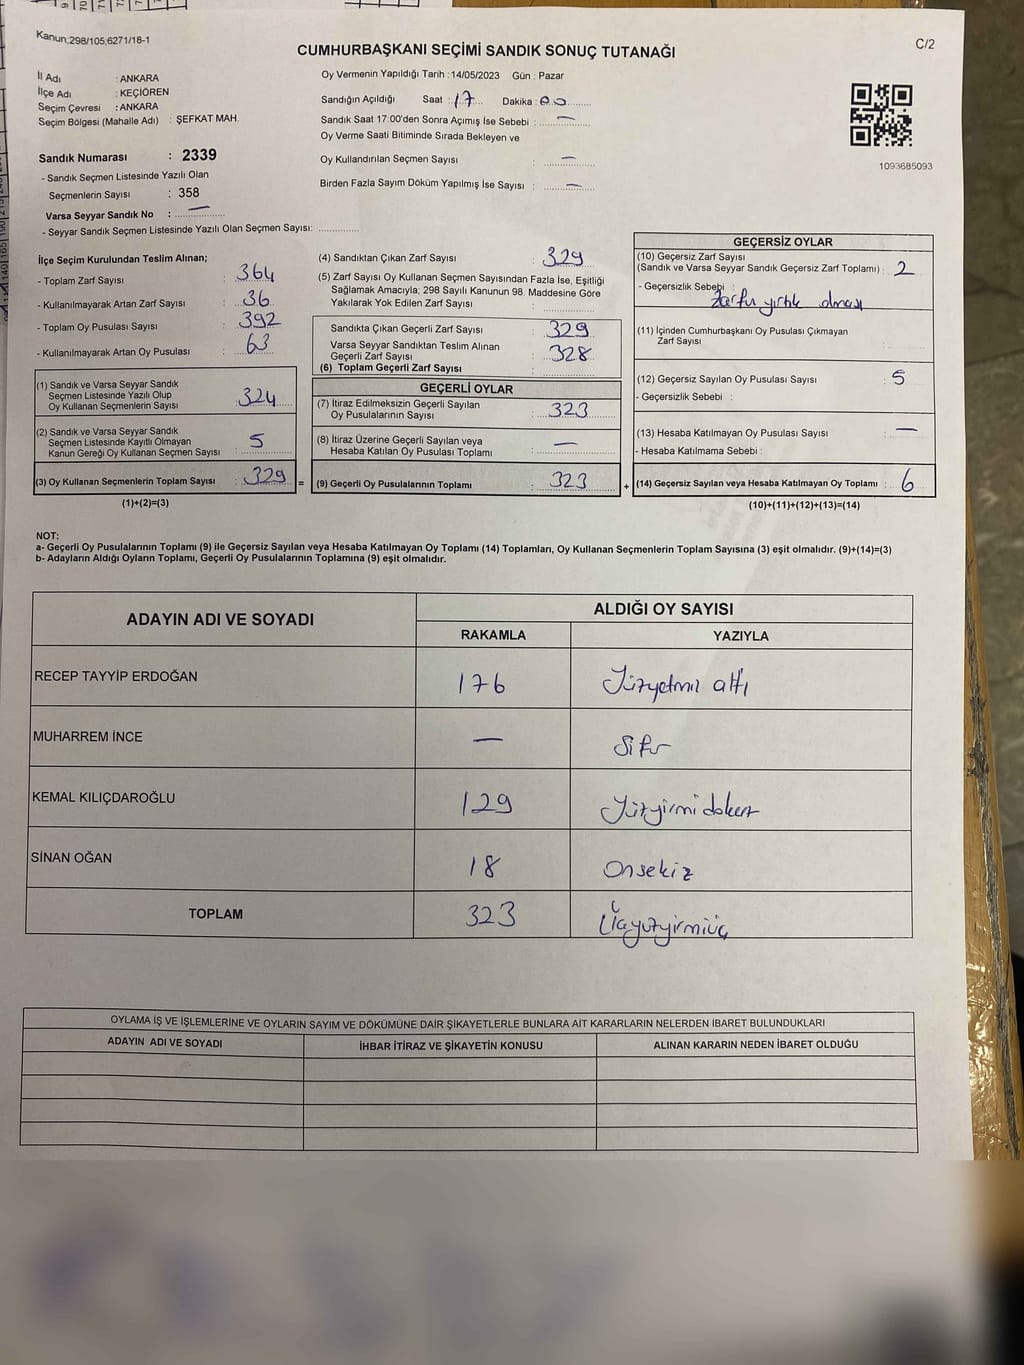 Kanun;298/105;6271/18-1
C/2
CUMHURBAŞKANI SEÇİMİ SANDIK SONUÇ TUTANAĞI
İl Adı : ANKARA
İlçe Adı : KEÇİÖREN
Seçim Çevresi : ANKARA
Seçim Bölgesi (Mahalle Adı) : ŞEFKAT MAH.
Sandık Numarası : 2339
- Sandık Seçmen Listesinde Yazılı Olan
Seçmenlerin Sayısı : 358
Varsa Seyyar Sandık No : —
- Seyyar Sandık Seçmen Listesinde Yazılı Olan Seçmen Sayısı:
Oy Vermenin Yapıldığı Tarih : 14/05/2023 Gün : Pazar
Sandığın Açıldığı Saat : 17 Dakika : 00
Sandık Saat 17:00'den Sonra Açımış İse Sebebi : —
Oy Verme Saati Bitiminde Sırada Bekleyen ve
Oy Kullandırılan Seçmen Sayısı : —
Birden Fazla Sayım Döküm Yapılmış İse Sayısı : —
1093685093
İlçe Seçim Kurulundan Teslim Alınan;
- Toplam Zarf Sayısı : 364
- Kullanılmayarak Artan Zarf Sayısı : 36
- Toplam Oy Pusulası Sayısı : 392
- Kullanılmayarak Artan Oy Pusulası : 63
(1) Sandık ve Varsa Seyyar Sandık
Seçmen Listesinde Yazılı Olup
Oy Kullanan Seçmenlerin Sayısı : 324
(2) Sandık ve Varsa Seyyar Sandık
Seçmen Listesinde Kayıtlı Olmayan
Kanun Gereği Oy Kullanan Seçmen Sayısı : 5
(3) Oy Kullanan Seçmenlerin Toplam Sayısı : 329 =
(1)+(2)=(3)
(4) Sandıktan Çıkan Zarf Sayısı : 329
(5) Zarf Sayısı Oy Kullanan Seçmen Sayısından Fazla İse, Eşitliği
Sağlamak Amacıyla; 298 Sayılı Kanunun 98. Maddesine Göre
Yakılarak Yok Edilen Zarf Sayısı :
Sandıkta Çıkan Geçerli Zarf Sayısı : 329
Varsa Seyyar Sandıktan Teslim Alınan
Geçerli Zarf Sayısı : 328
(6) Toplam Geçerli Zarf Sayısı :
GEÇERLİ OYLAR
(7) İtiraz Edilmeksizin Geçerli Sayılan
Oy Pusulalarının Sayısı : 323
(8) İtiraz Üzerine Geçerli Sayılan veya
Hesaba Katılan Oy Pusulası Toplamı : —
(9) Geçerli Oy Pusulalarının Toplamı : 323 +
GEÇERSİZ OYLAR
(10) Geçersiz Zarf Sayısı
(Sandık ve Varsa Seyyar Sandık Geçersiz Zarf Toplamı) : 2
- Geçersizlik Sebebi :
Zarfın yırtık olması
(11) İçinden Cumhurbaşkanı Oy Pusulası Çıkmayan
Zarf Sayısı :
(12) Geçersiz Sayılan Oy Pusulası Sayısı : 5
- Geçersizlik Sebebi :
(13) Hesaba Katılmayan Oy Pusulası Sayısı : —
- Hesaba Katılmama Sebebi :
(14) Geçersiz Sayılan veya Hesaba Katılmayan Oy Toplamı : 6
(10)+(11)+(12)+(13)=(14)
NOT:
a- Geçerli Oy Pusulalarının Toplamı (9) ile Geçersiz Sayılan veya Hesaba Katılmayan Oy Toplamı (14) Toplamları, Oy Kullanan Seçmenlerin Toplam Sayısına (3) eşit olmalıdır. (9)+(14)=(3)
b- Adayların Aldığı Oyların Toplamı, Geçerli Oy Pusulalarının Toplamına (9) eşit olmalıdır.
ADAYIN ADI VE SOYADI ALDIĞI OY SAYISI
RAKAMLA YAZIYLA
RECEP TAYYİP ERDOĞAN 176 Yüzyetmiş altı
MUHARREM İNCE — Sıfır
KEMAL KILIÇDAROĞLU 129 Yüzyirmi dokuz
SİNAN OĞAN 18 Onsekiz
TOPLAM 323 Üçyüzyirmiüç
OYLAMA İŞ VE İŞLEMLERİNE VE OYLARIN SAYIM VE DÖKÜMÜNE DAİR ŞİKAYETLERLE BUNLARA AİT KARARLARIN NELERDEN İBARET BULUNDUKLARI
ADAYIN ADI VE SOYADI İHBAR İTİRAZ VE ŞİKAYETİN KONUSU ALINAN KARARIN NEDEN İBARET OLDUĞU